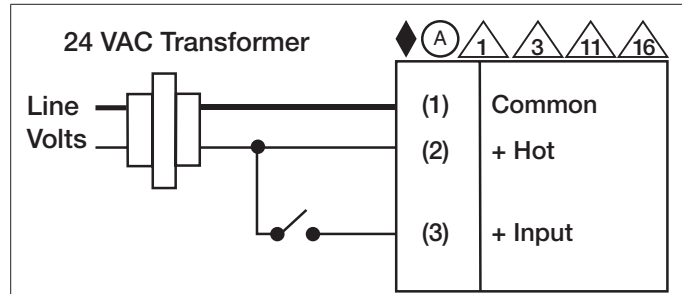 24 VAC Transformer
A 1 3 11 16
Line
Volts
(1) Common
(2) + Hot
(3) + Input